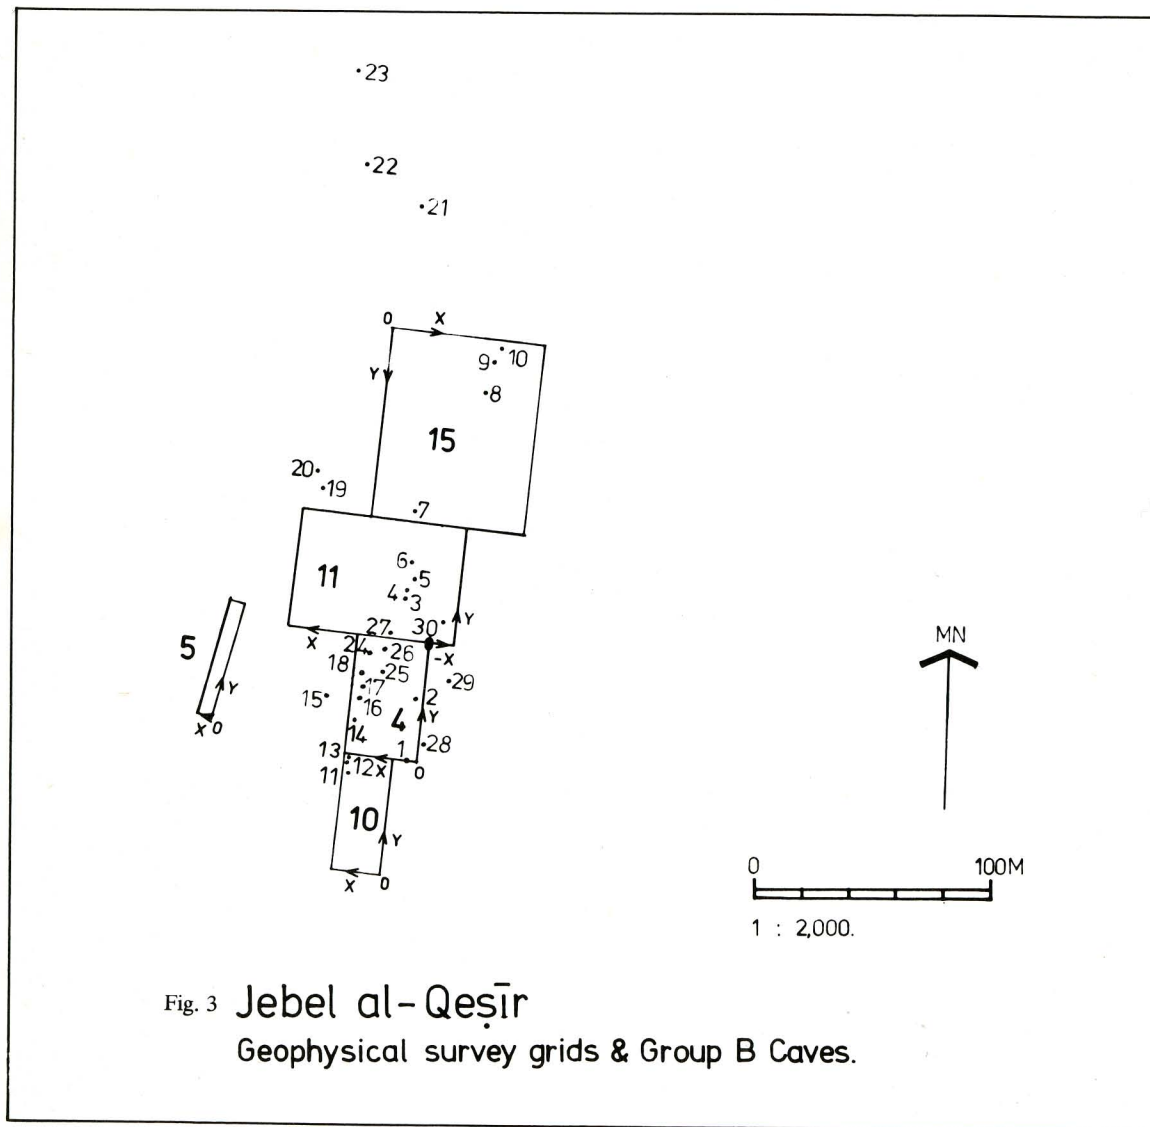 23
22
21
0 X
9 10
Y
8
15
20
19
7
6
11 5
4
3
27 30 Y
X
24 26 -X
5
18 25 29
17
Y 15 2
16
4 Y
X 0 14
13 1 28
12 X 0
11
10
Y
X 0
MN
0 100M
1 : 2,000.
Fig. 3 Jebel al-Qeṣīr
Geophysical survey grids & Group B Caves.